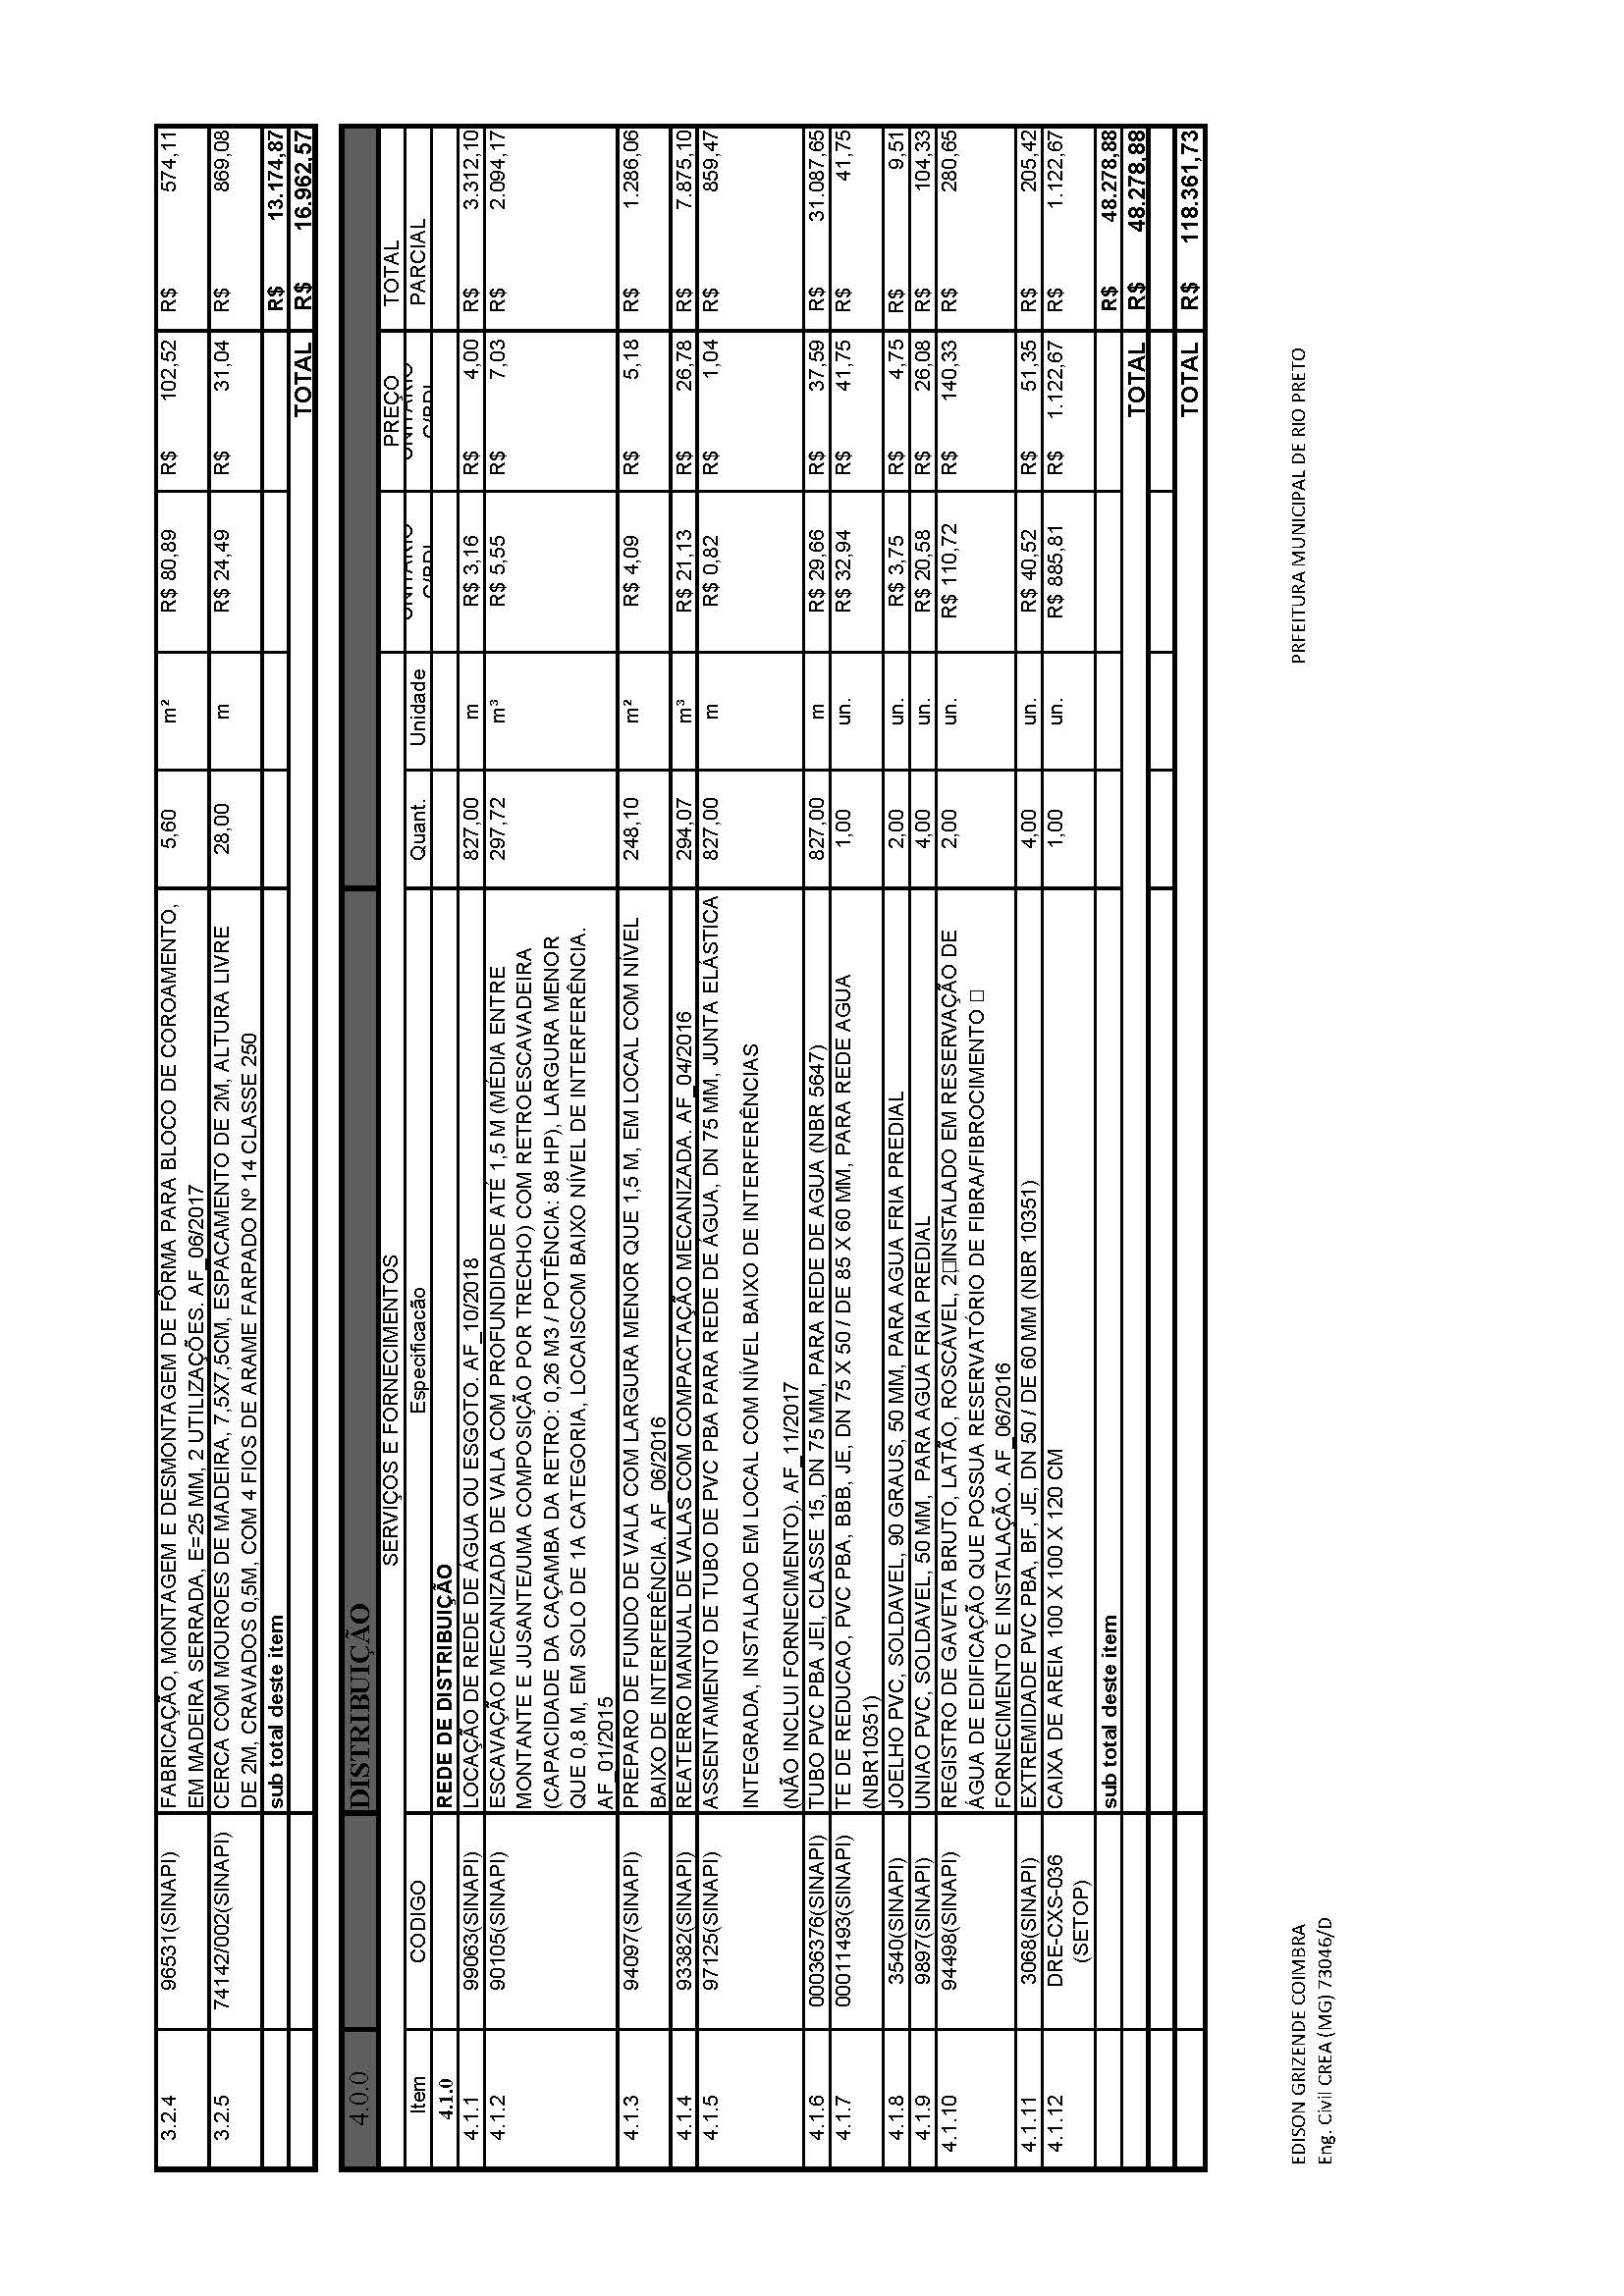 3.2.4 96531(SINAPI) FABRICAÇÃO, MONTAGEM E DESMONTAGEM DE FÔRMA PARA BLOCO DE COROAMENTO, 5,60 m² R$ 80,89 R$ 102,52 R$ 574,11
EM MADEIRA SERRADA, E=25 MM, 2 UTILIZAÇÕES. AF_06/2017
3.2.5 74142/002(SINAPI) CERCA COM MOUROES DE MADEIRA, 7,5X7,5CM, ESPACAMENTO DE 2M, ALTURA LIVRE 28,00 m R$ 24,49 R$ 31,04 R$ 869,08
DE 2M, CRAVADOS 0,5M, COM 4 FIOS DE ARAME FARPADO Nº 14 CLASSE 250
sub total deste item R$ 13.174,87
TOTAL R$ 16.962,57
4.0.0 DISTRIBUIÇÃO
SERVIÇOS E FORNECIMENTOS PREÇO TOTAL
Item CODIGO Especificacão Quant. Unidade UNITARIO UNITARIO PARCIAL
4.1.0 REDE DE DISTRIBUIÇÃO
4.1.1 99063(SINAPI) LOCAÇÃO DE REDE DE ÁGUA OU ESGOTO. AF_10/2018 827,00 m R$ 3,16 R$ 4,00 R$ 3.312,10
4.1.2 90105(SINAPI) ESCAVAÇÃO MECANIZADA DE VALA COM PROFUNDIDADE ATÉ 1,5 M (MÉDIA ENTRE 297,72 m³ R$ 5,55 R$ 7,03 R$ 2.094,17
MONTANTE E JUSANTE/UMA COMPOSIÇÃO POR TRECHO) COM RETROESCAVADEIRA
(CAPACIDADE DA CAÇAMBA DA RETRO: 0,26 M3 / POTÊNCIA: 88 HP), LARGURA MENOR
QUE 0,8 M, EM SOLO DE 1A CATEGORIA, LOCAISCOM BAIXO NÍVEL DE INTERFERÊNCIA.
AF_01/2015
4.1.3 94097(SINAPI) PREPARO DE FUNDO DE VALA COM LARGURA MENOR QUE 1,5 M, EM LOCAL COM NÍVEL 248,10 m² R$ 4,09 R$ 5,18 R$ 1.286,06
BAIXO DE INTERFERÊNCIA. AF_06/2016
4.1.4 93382(SINAPI) REATERRO MANUAL DE VALAS COM COMPACTAÇÃO MECANIZADA. AF_04/2016 294,07 m³ R$ 21,13 R$ 26,78 R$ 7.875,10
4.1.5 97125(SINAPI) ASSENTAMENTO DE TUBO DE PVC PBA PARA REDE DE ÁGUA, DN 75 MM, JUNTA ELÁSTICA 827,00 m R$ 0,82 R$ 1,04 R$ 859,47
INTEGRADA, INSTALADO EM LOCAL COM NÍVEL BAIXO DE INTERFERÊNCIAS
(NÃO INCLUI FORNECIMENTO). AF_11/2017
4.1.6 00036376(SINAPI) TUBO PVC PBA JEI, CLASSE 15, DN 75 MM, PARA REDE DE AGUA (NBR 5647) 827,00 m R$ 29,66 R$ 37,59 R$ 31.087,65
4.1.7 00011493(SINAPI) TE DE REDUCAO, PVC PBA, BBB, JE, DN 75 X 50 / DE 85 X 60 MM, PARA REDE AGUA 1,00 un. R$ 32,94 R$ 41,75 R$ 41,75
(NBR10351)
4.1.8 3540(SINAPI) JOELHO PVC, SOLDAVEL, 90 GRAUS, 50 MM, PARA AGUA FRIA PREDIAL 2,00 un. R$ 3,75 R$ 4,75 R$ 9,51
4.1.9 9897(SINAPI) UNIAO PVC, SOLDAVEL, 50 MM, PARA AGUA FRIA PREDIAL 4,00 un. R$ 20,58 R$ 26,08 R$ 104,33
4.1.10 94498(SINAPI) REGISTRO DE GAVETA BRUTO, LATÃO, ROSCÁVEL, 2□INSTALADO EM RESERVAÇÃO DE 2,00 un. R$ 110,72 R$ 140,33 R$ 280,65
ÁGUA DE EDIFICAÇÃO QUE POSSUA RESERVATÓRIO DE FIBRA/FIBROCIMENTO □
FORNECIMENTO E INSTALAÇÃO. AF_06/2016
4.1.11 3068(SINAPI) EXTREMIDADE PVC PBA, BF, JE, DN 50 / DE 60 MM (NBR 10351) 4,00 un. R$ 40,52 R$ 51,35 R$ 205,42
4.1.12 DRE-CXS-036 CAIXA DE AREIA 100 X 100 X 120 CM 1,00 un. R$ 885,81 R$ 1.122,67 R$ 1.122,67
(SETOP)
sub total deste item R$ 48.278,88
TOTAL R$ 48.278,88
TOTAL R$ 118.361,73
EDISON GRIZENDE COIMBRA PRFEITURA MUNICIPAL DE RIO PRETO
Eng. Civil CREA (MG) 73046/D